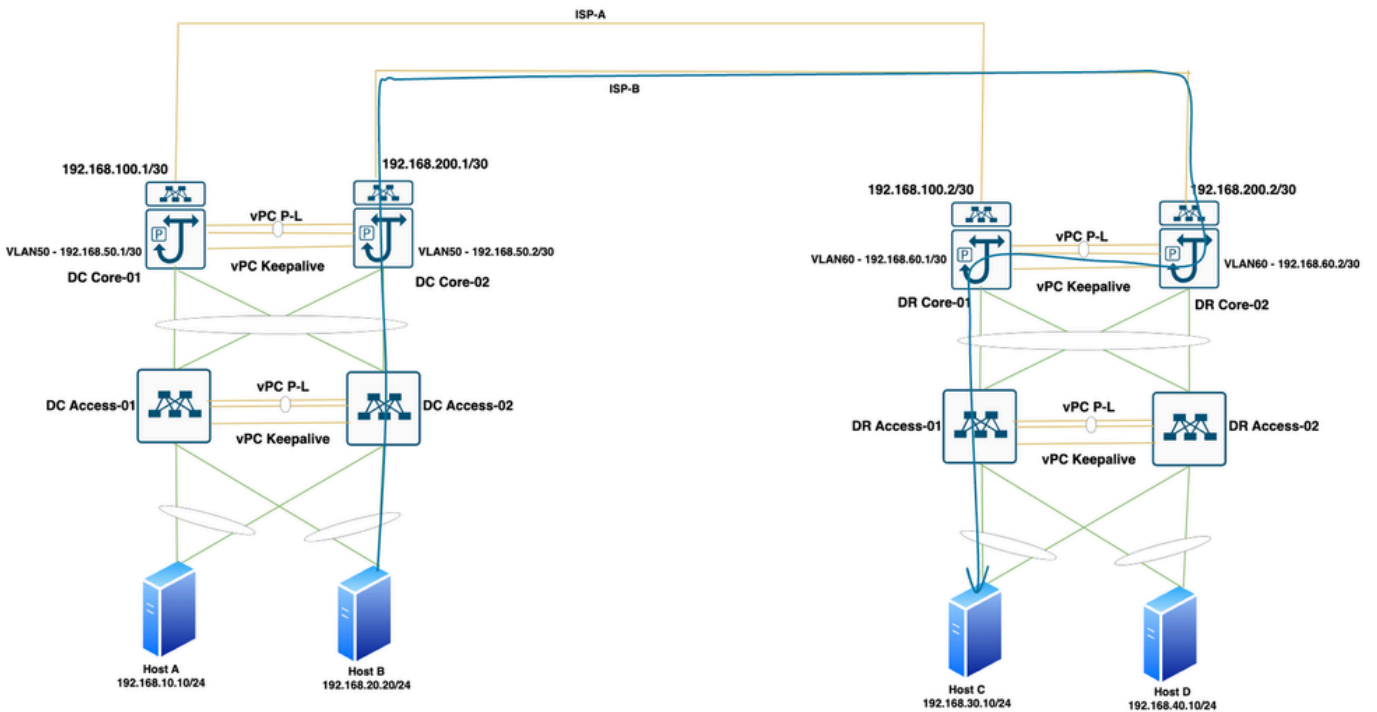 ISP-A
ISP-B
192.168.100.1/30
192.168.200.1/30
192.168.100.2/30
192.168.200.2/30
vPC P-L
P
P
VLAN50 - 192.168.50.1/30
VLAN50 - 192.168.50.2/30
vPC Keepalive
DC Core-01
DC Core-02
vPC P-L
P
P
VLAN60 - 192.168.60.1/30
VLAN60 - 192.168.60.2/30
vPC Keepalive
DR Core-01
DR Core-02
vPC P-L
DC Access-01
DC Access-02
vPC Keepalive
vPC P-L
DR Access-01
DR Access-02
vPC Keepalive
Host A
192.168.10.10/24
Host B
192.168.20.20/24
Host C
192.168.30.10/24
Host D
192.168.40.10/24